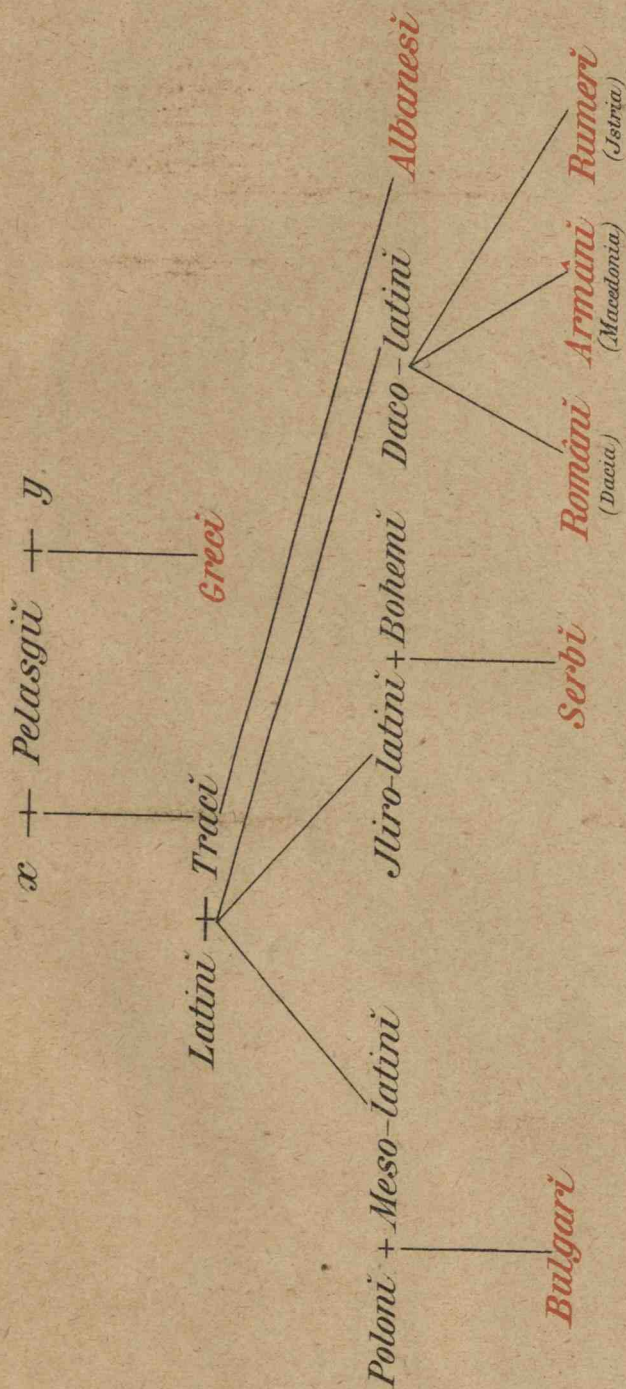 x + Pelasgiĭ + y
Latinĭ + Tracĭ Grecĭ
Polonĭ + Meso-latinĭ Jliro-latinĭ + Bohemĭ Daco-latinĭ Albanesĭ
Bulgarĭ Serbĭ Românĭ Armânĭ Rumerĭ
(Dacia) (Macedonia) (Jstria)